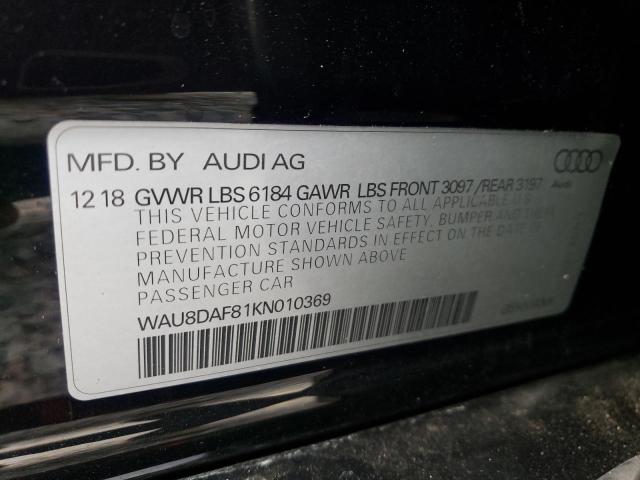 MFD. BY AUDI AG
12 18 GVWR LBS 6184 GAWR LBS FRONT 3097 /REAR 3197
Audi
THIS VEHICLE CONFORMS TO ALL APPLICABLE U.S.
FEDERAL MOTOR VEHICLE SAFETY, BUMPER AND THEFT
PREVENTION STANDARDS IN EFFECT ON THE DATE OF
MANUFACTURE SHOWN ABOVE
PASSENGER CAR
WAU8DAF81KN010369